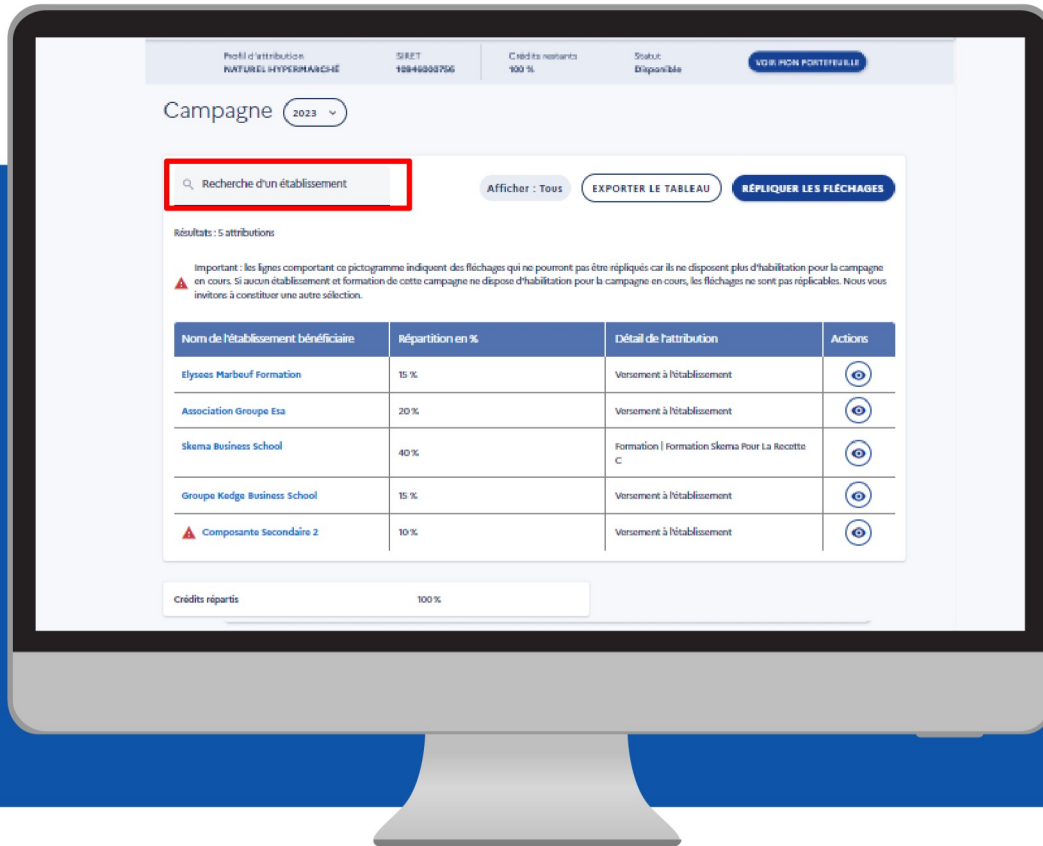 Profil d'attribution SIRET Crédits restants Statut
NATUREL HYPERMARCHÉ 100 % Disponible VOIR MON PORTEFEUILLE
Campagne 2023
Recherche d'un établissement Afficher : Tous EXPORTER LE TABLEAU RÉPLIQUER LES FLÉCHAGES
Résultats : 5 attributions
Important : les lignes comportant ce pictogramme indiquent des fléchages qui ne pourront pas être répliqués car ils ne disposent plus d'habilitation pour la campagne
en cours. Si aucun établissement et formation de cette campagne ne dispose d'habilitation pour la campagne en cours, les fléchages ne sont pas réplicables. Nous vous
invitons à constituer une autre sélection.
Nom de l'établissement bénéficiaire Répartition en % Détail de l'attribution Actions
Elysees Marbeuf Formation 15 % Versement à l'établissement
Association Groupe Esa 20 % Versement à l'établissement
Skema Business School 40 % Formation | Formation Skema Pour La Recette
C
Groupe Kedge Business School 15 % Versement à l'établissement
Composante Secondaire 2 10 % Versement à l'établissement
Crédits répartis 100 %